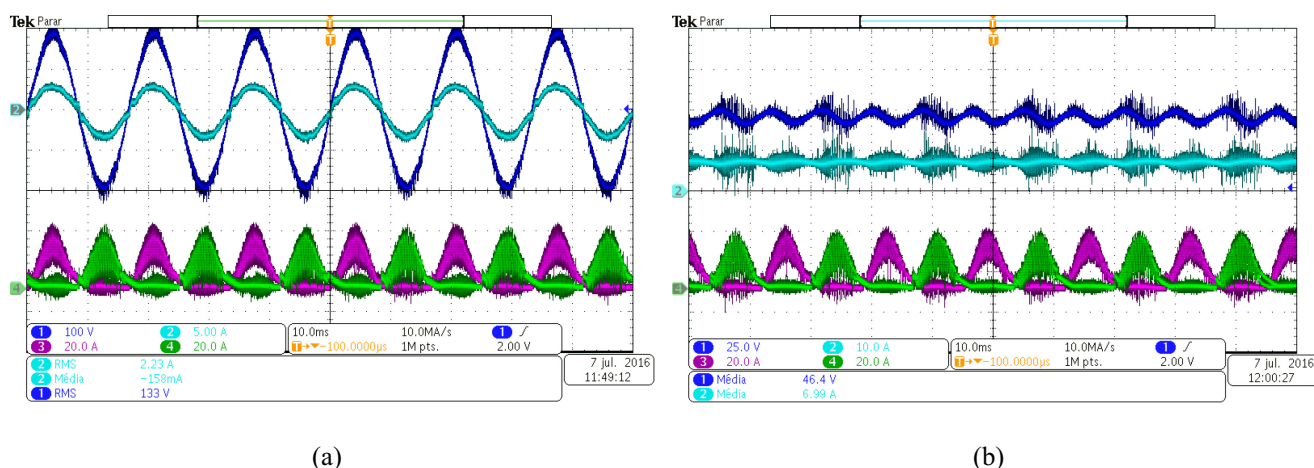 Tek Parar
T
T
2
4
1 100 V 2 5.00 A
3 20.0 A 4 20.0 A
10.0ms 10.0MA/s 1
T→▼−100.0000µs 1M pts. 2.00 V
2 RMS 2.23 A
2 Média −158mA
1 RMS 133 V
7 jul. 2016
11:49:12
(a)
Tek Parar
T
T
2
4
1 25.0 V 2 10.0 A
3 20.0 A 4 20.0 A
10.0ms 10.0MA/s 1
T→▼−100.0000µs 1M pts. 2.00 V
1 Média 46.4 V
2 Média 6.99 A
7 jul. 2016
12:00:27
(b)